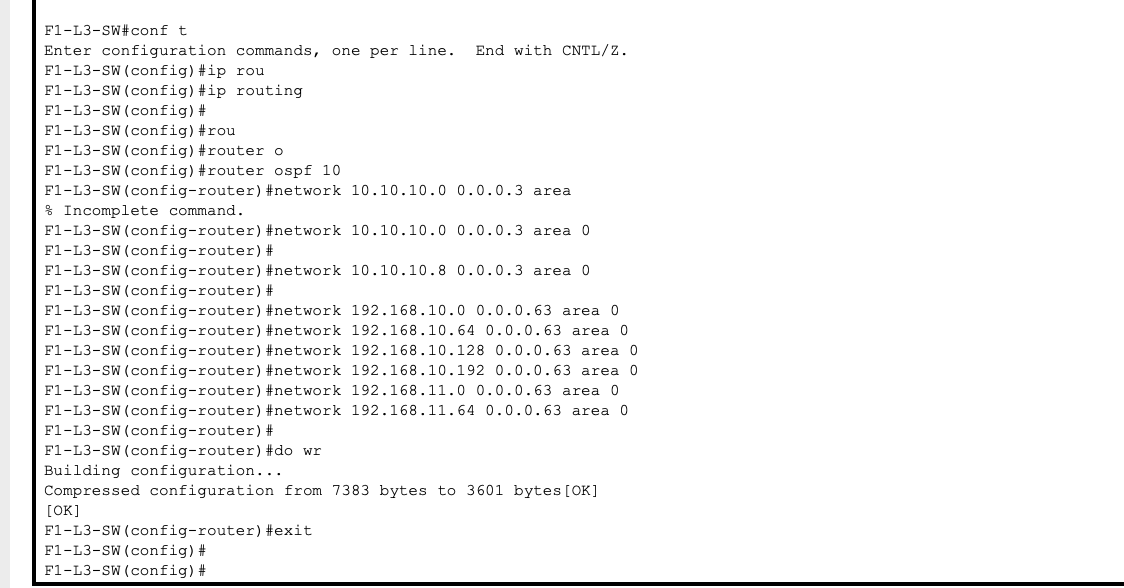 F1-L3-SW#conf t
Enter configuration commands, one per line.  End with CNTL/Z.
F1-L3-SW(config)#ip rou
F1-L3-SW(config)#ip routing
F1-L3-SW(config)#
F1-L3-SW(config)#rou
F1-L3-SW(config)#router o
F1-L3-SW(config)#router ospf 10
F1-L3-SW(config-router)#network 10.10.10.0 0.0.0.3 area
% Incomplete command.
F1-L3-SW(config-router)#network 10.10.10.0 0.0.0.3 area 0
F1-L3-SW(config-router)#
F1-L3-SW(config-router)#network 10.10.10.8 0.0.0.3 area 0
F1-L3-SW(config-router)#
F1-L3-SW(config-router)#network 192.168.10.0 0.0.0.63 area 0
F1-L3-SW(config-router)#network 192.168.10.64 0.0.0.63 area 0
F1-L3-SW(config-router)#network 192.168.10.128 0.0.0.63 area 0
F1-L3-SW(config-router)#network 192.168.10.192 0.0.0.63 area 0
F1-L3-SW(config-router)#network 192.168.11.0 0.0.0.63 area 0
F1-L3-SW(config-router)#network 192.168.11.64 0.0.0.63 area 0
F1-L3-SW(config-router)#
F1-L3-SW(config-router)#do wr
Building configuration...
Compressed configuration from 7383 bytes to 3601 bytes[OK]
[OK]
F1-L3-SW(config-router)#exit
F1-L3-SW(config)#
F1-L3-SW(config)#